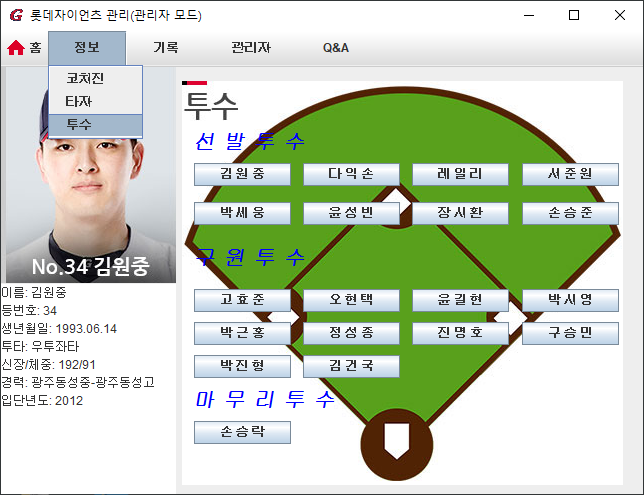 롯데자이언츠 관리(관리자 모드)
홈 정보 기록 관리자 Q&A
코치진
타자
투수
No.34 김원중
이름: 김원중
등번호: 34
생년월일: 1993.06.14
투타: 우투좌타
신장/체중: 192/91
경력: 광주동성중-광주동성고
입단년도: 2012
투수
선 발 투 수
김원중 다익손 레일리 서준원
박세웅 윤성빈 장시환 손승준
구 원 투 수
고효준 오현택 윤길현 박시영
박근홍 정성종 진명호 구승민
박진형 김건국
마 무 리 투 수
손승락